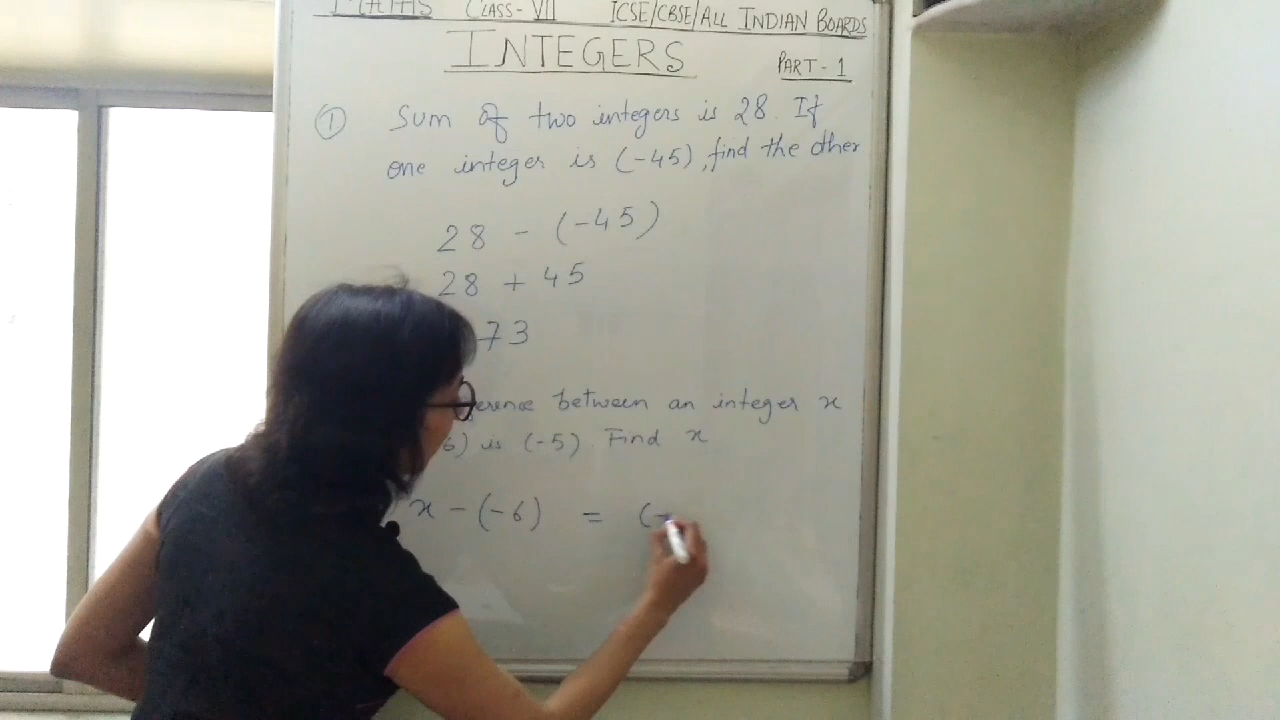 MATHS CLASS-VII ICSE/CBSE/ALL INDIAN BOARDS
INTEGERS
PART-1
① Sum of two integers is 28. If
one integer is (-45), find the other
28 - (-45)
28 + 45
73
between an integer x
6) is (-5). Find x
x - (-6) = (-